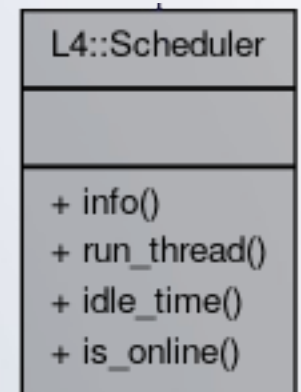 L4::Scheduler
+ info()
+ run_thread()
+ idle_time()
+ is_online()